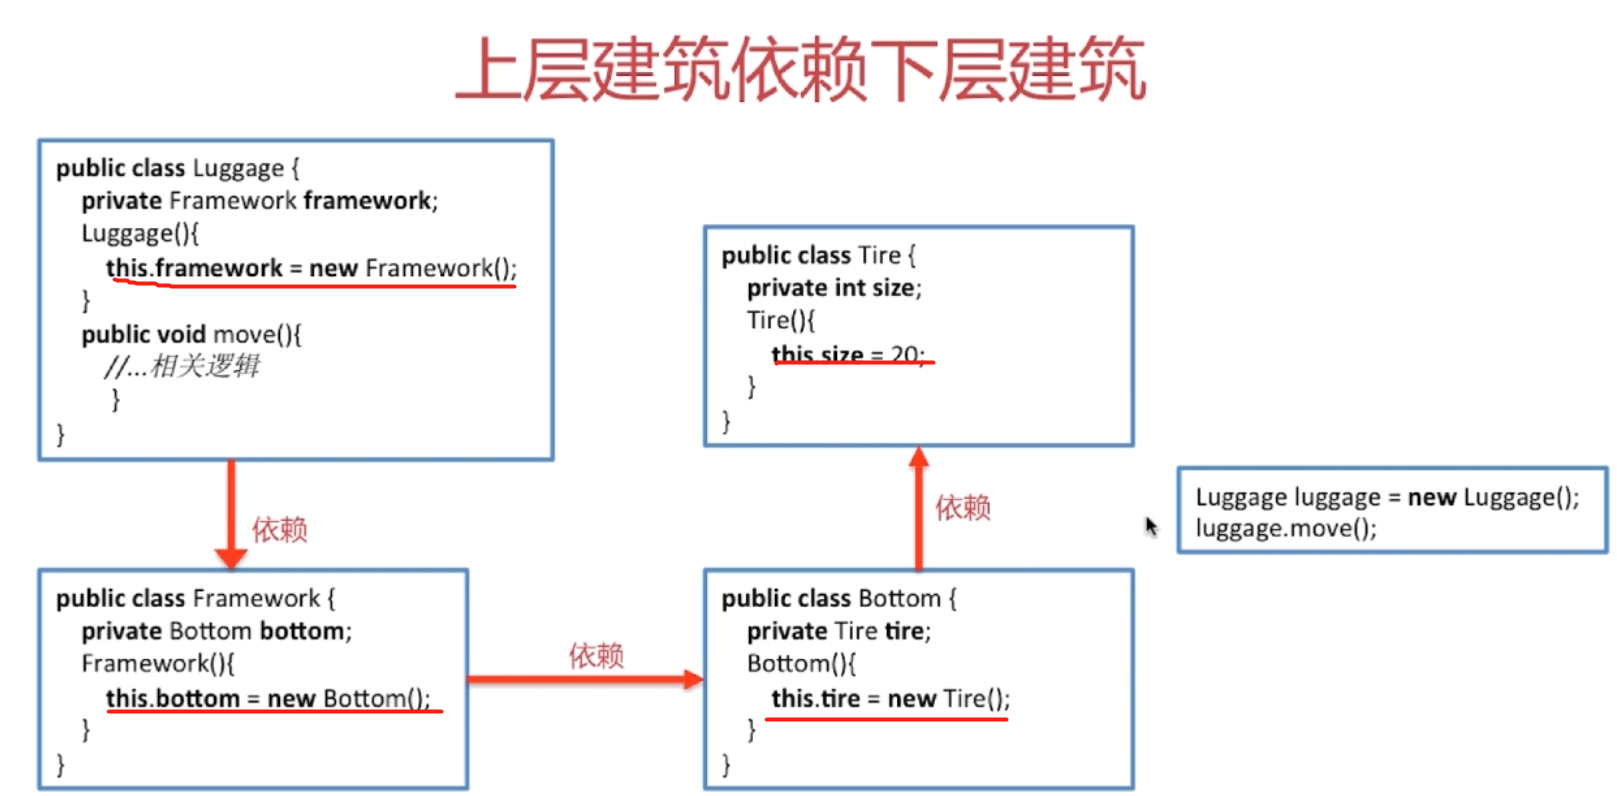 上层建筑依赖下层建筑
public class Luggage {
private Framework framework;
Luggage(){
this.framework = new Framework();
}
public void move(){
//...相关逻辑
}
}
依赖
public class Framework {
private Bottom bottom;
Framework(){
this.bottom = new Bottom();
}
}
依赖
public class Bottom {
private Tire tire;
Bottom(){
this.tire = new Tire();
}
}
依赖
public class Tire {
private int size;
Tire(){
this.size = 20;
}
}
Luggage luggage = new Luggage();
luggage.move();